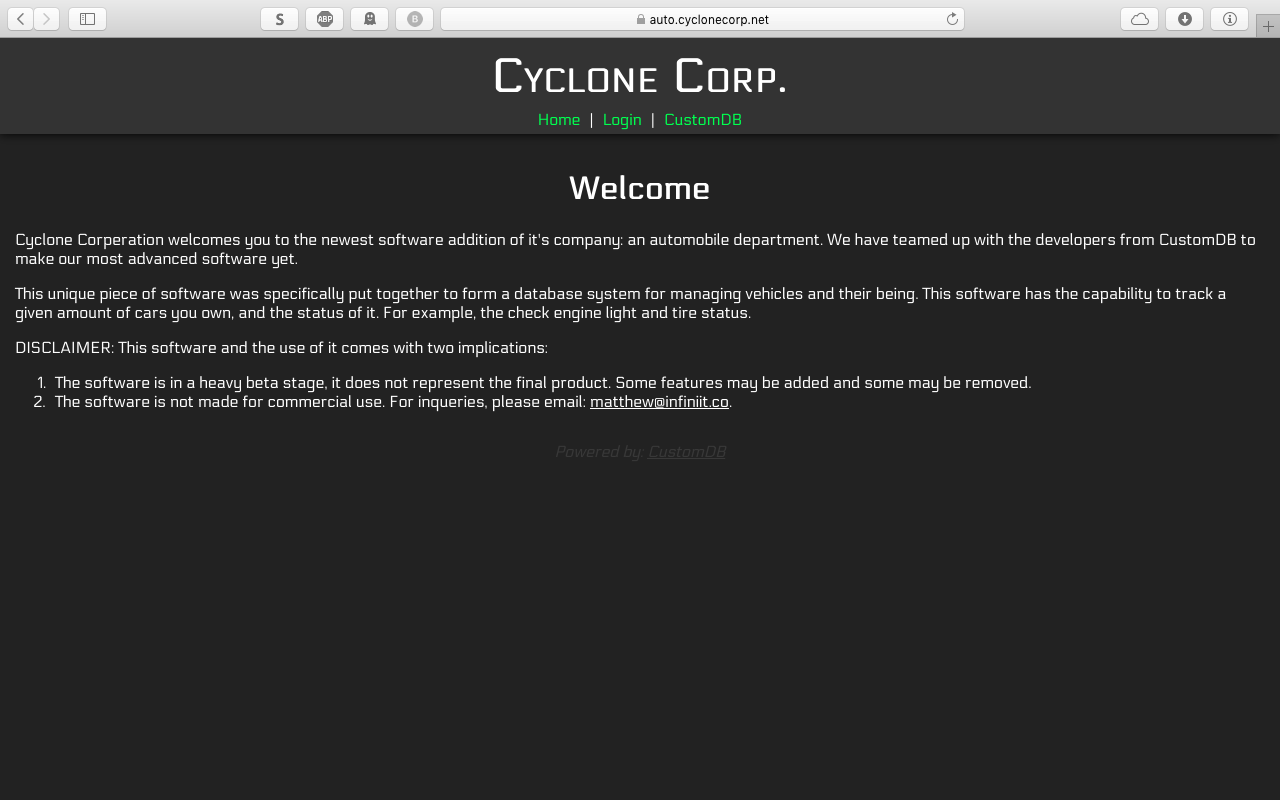 S ABP B auto.cyclonecorp.net
Cyclone Corp.
Home | Login | CustomDB
Welcome
Cyclone Corperation welcomes you to the newest software addition of it's company: an automobile department. We have teamed up with the developers from CustomDB to
make our most advanced software yet.
This unique piece of software was specifically put together to form a database system for managing vehicles and their being. This software has the capability to track a
given amount of cars you own, and the status of it. For example, the check engine light and tire status.
DISCLAIMER: This software and the use of it comes with two implications:
1. The software is in a heavy beta stage, it does not represent the final product. Some features may be added and some may be removed.
2. The software is not made for commercial use. For inqueries, please email: matthew@infiniit.co.
Powered by: CustomDB